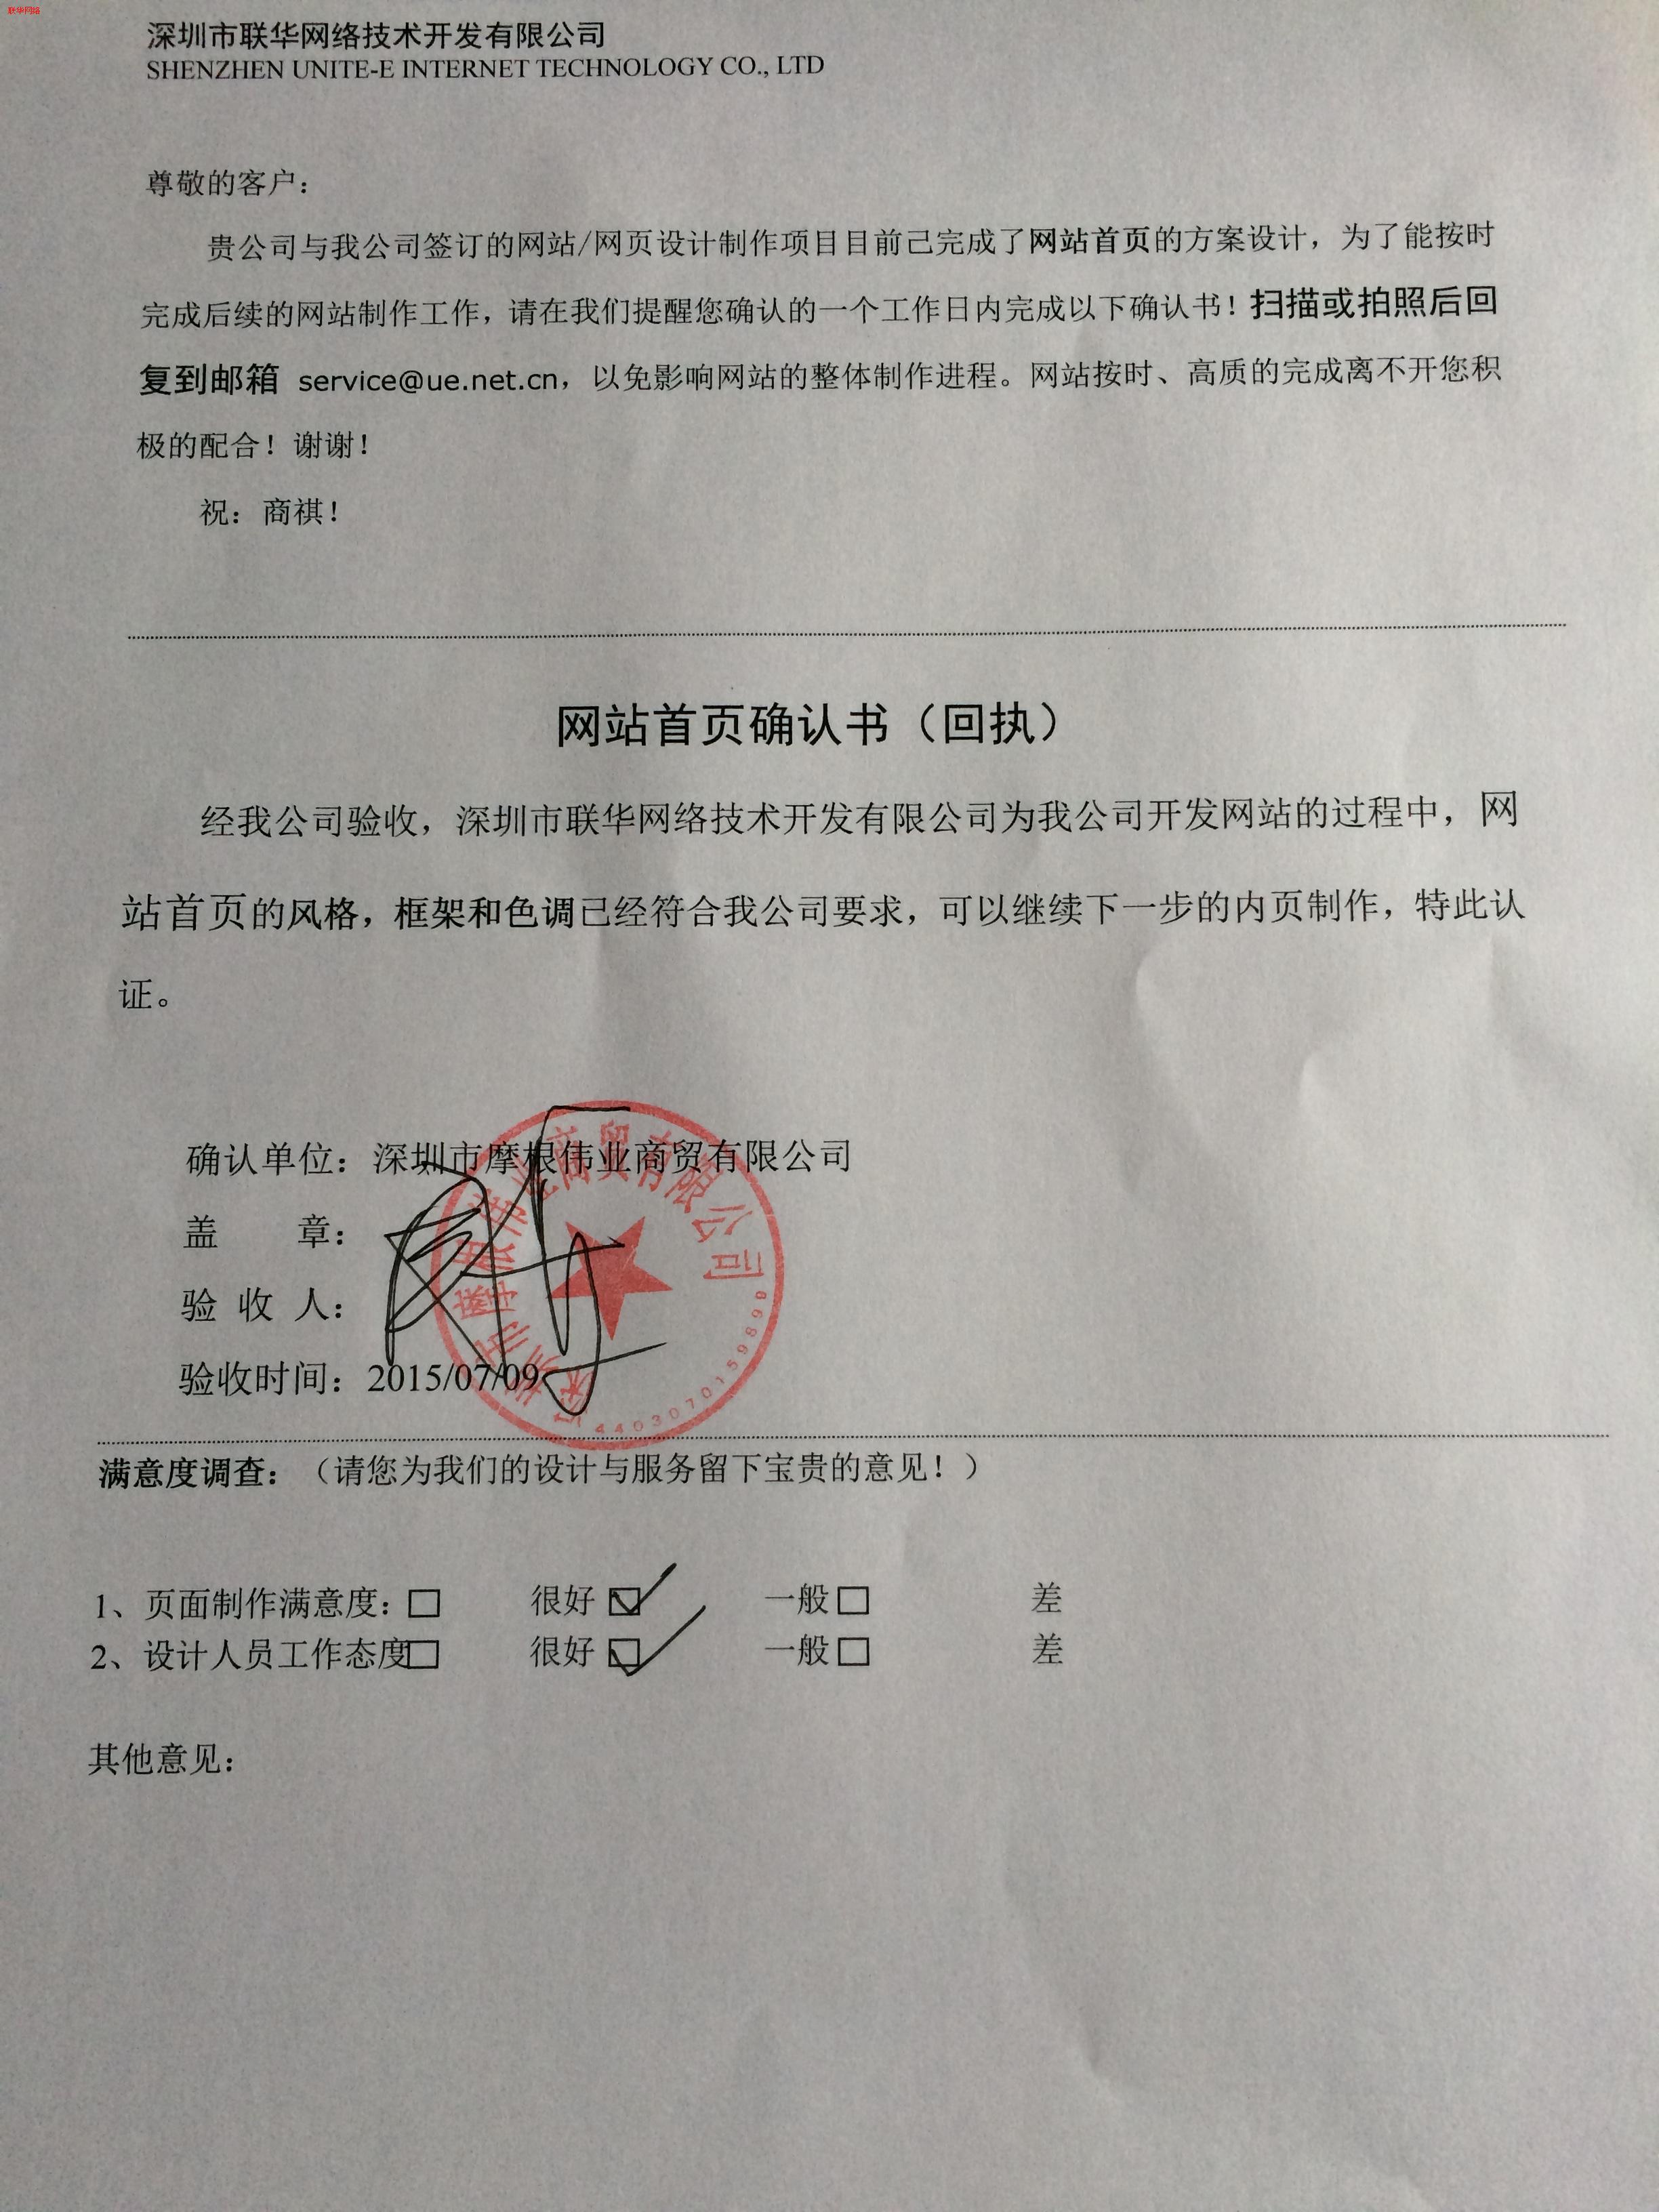 联华网络
深圳市联华网络技术开发有限公司
SHENZHEN UNITE-E INTERNET TECHNOLOGY CO., LTD
尊敬的客户：
贵公司与我公司签订的网站/网页设计制作项目目前已完成了网站首页的方案设计，为了能按时
完成后续的网站制作工作，请在我们提醒您确认的一个工作日内完成以下确认书！扫描或拍照后回
复到邮箱 service@ue.net.cn，以免影响网站的整体制作进程。网站按时、高质的完成离不开您积
极的配合！谢谢！
祝：商祺！
网站首页确认书（回执）
经我公司验收，深圳市联华网络技术开发有限公司为我公司开发网站的过程中，网
站首页的风格，框架和色调已经符合我公司要求，可以继续下一步的内页制作，特此认
证。
确认单位：深圳市摩根伟业商贸有限公司
盖 章：
验 收 人：
验收时间：2015/07/09
深圳市摩根伟业商贸有限公司
4403070159899
满意度调查：（请您为我们的设计与服务留下宝贵的意见！）
1、页面制作满意度：□ 很好☑ 一般□ 差
2、设计人员工作态度□ 很好☑ 一般□ 差
其他意见：